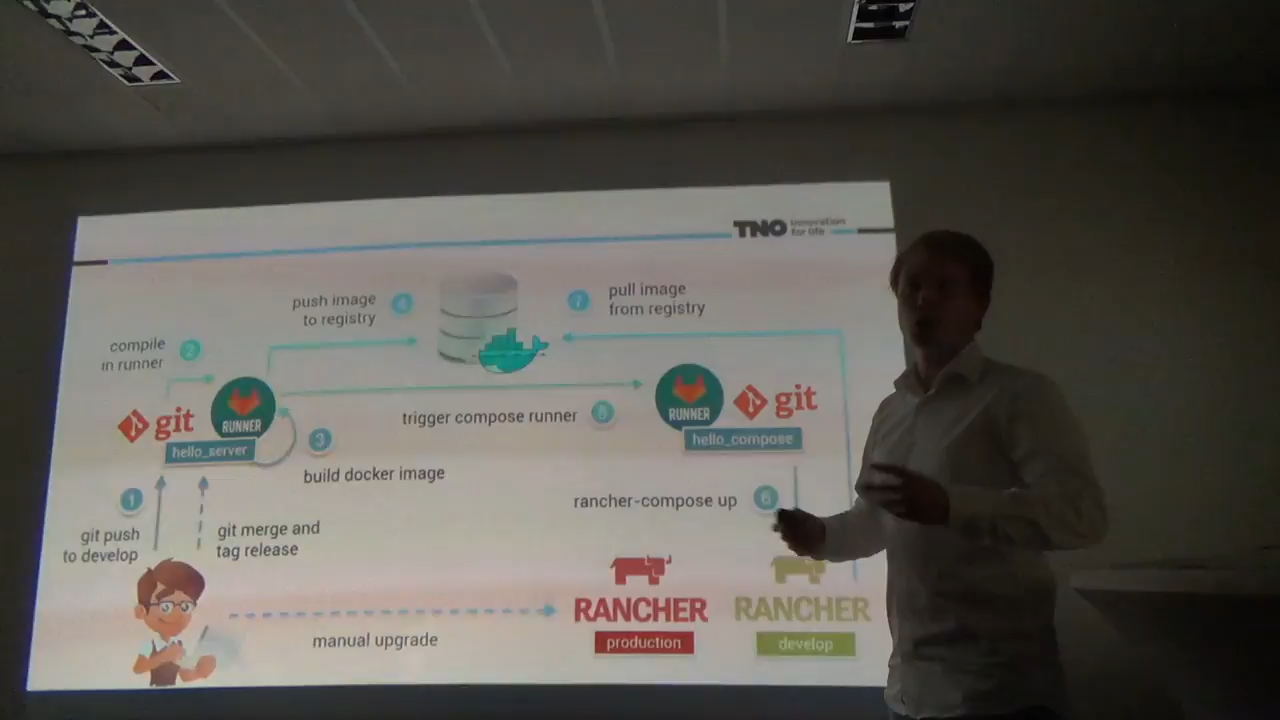 TNO innovation
for life
push image
to registry
4
7
pull image
from registry
compile
in runner
2
git
RUNNER
hello_server
trigger compose runner
5
RUNNER
git
hello_compose
3
build docker image
1
git push
to develop
git merge and
tag release
rancher-compose up
6
manual upgrade
RANCHER
production
RANCHER
develop